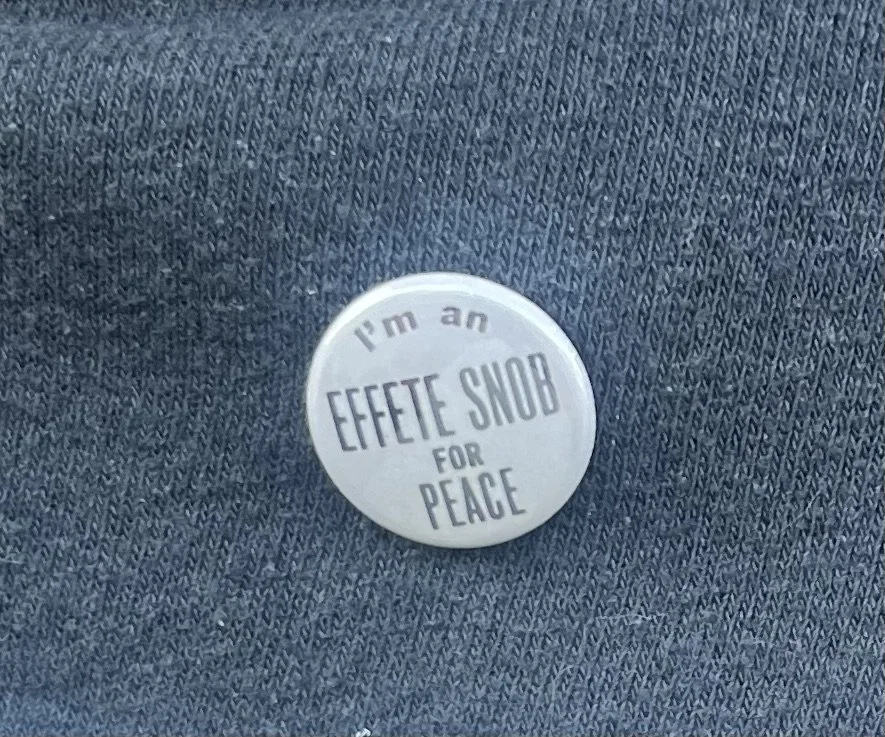 I'm an
EFFETE SNOB
FOR
PEACE